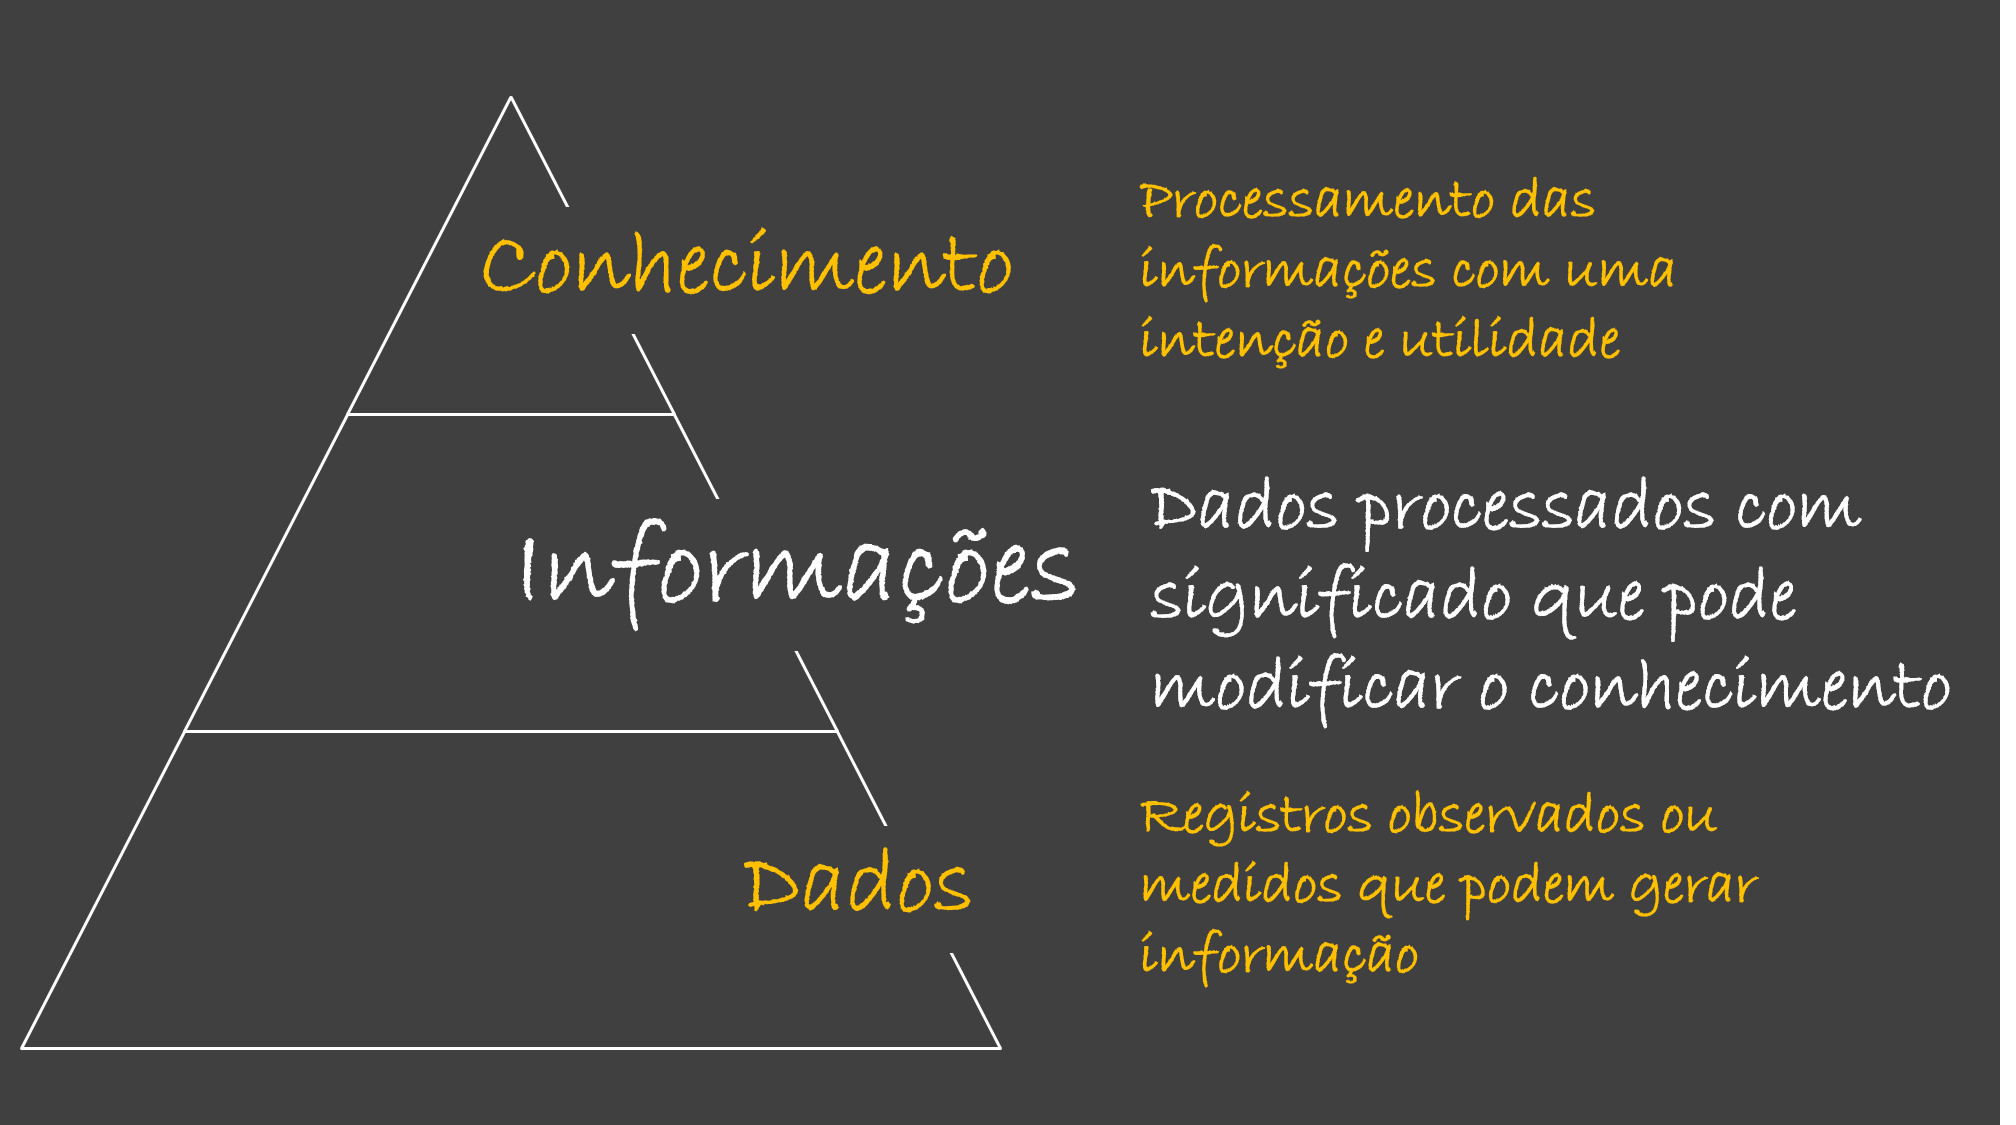 Conhecimento
Processamento das
informações com uma
intenção e utilidade
Informações
Dados processados com
significado que pode
modificar o conhecimento
Dados
Registros observados ou
medidos que podem gerar
informação